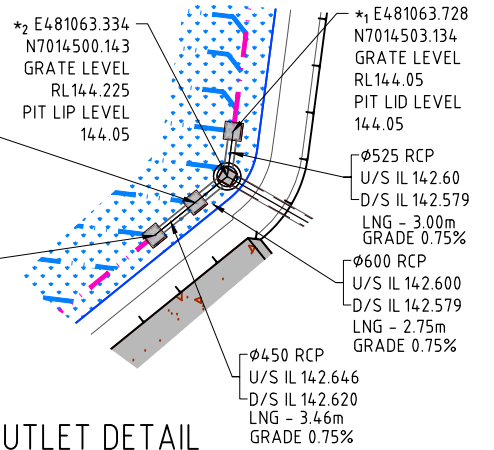 *2 E481063.334
N7014500.143
GRATE LEVEL
RL144.225
PIT LIP LEVEL
144.05
*1 E481063.728
N7014503.134
GRATE LEVEL
RL144.05
PIT LID LEVEL
144.05
Ø525 RCP
U/S IL 142.60
D/S IL 142.579
LNG - 3.00m
GRADE 0.75%
Ø600 RCP
U/S IL 142.600
D/S IL 142.579
LNG - 2.75m
GRADE 0.75%
Ø450 RCP
U/S IL 142.646
D/S IL 142.620
LNG - 3.46m
GRADE 0.75%
UTLET DETAIL